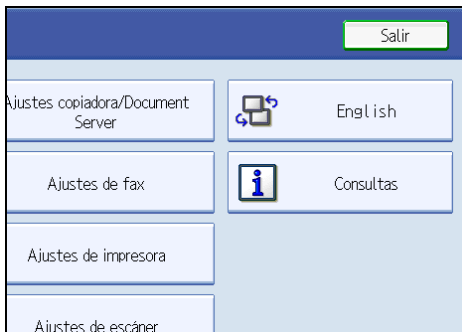 Salir
Ajustes copiadora/Document
Server
English
Ajustes de fax
Consultas
Ajustes de impresora
Ajustes de escáner